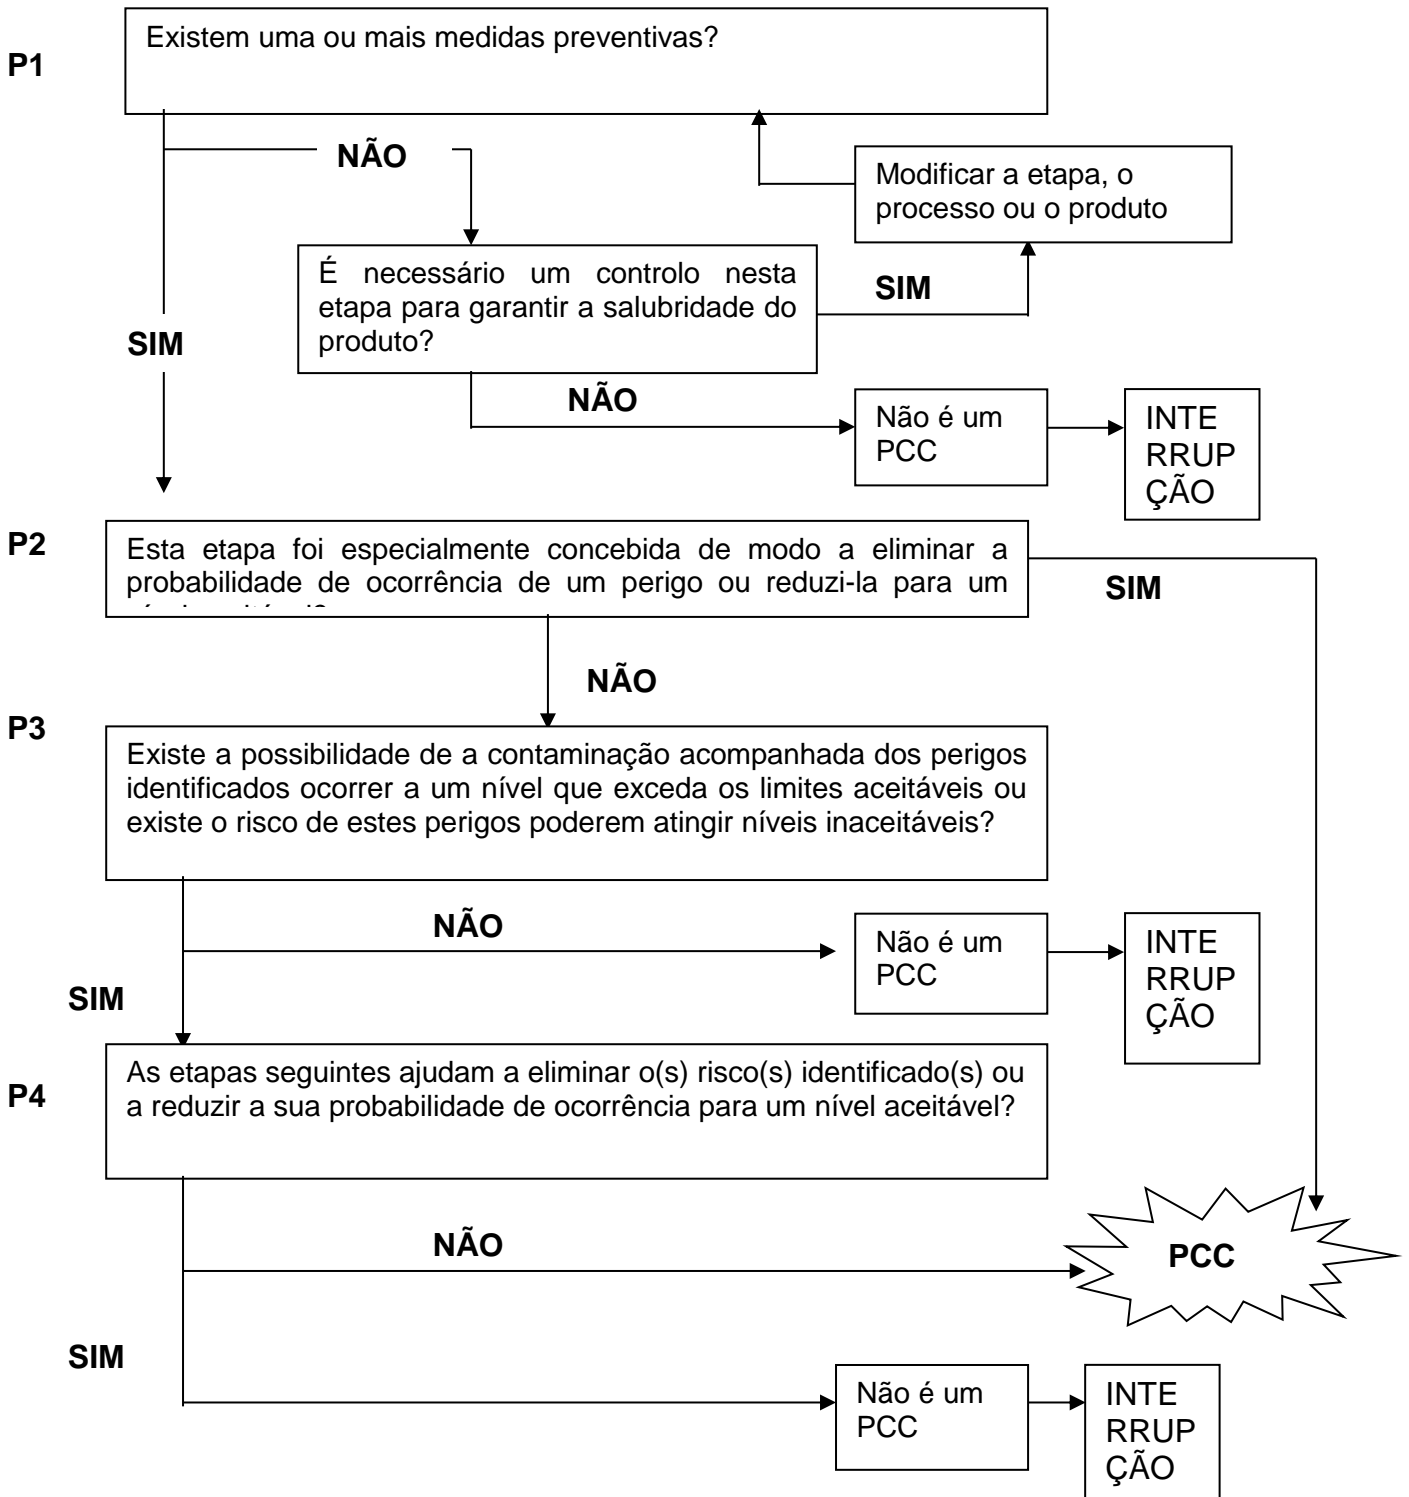 P1
Existem uma ou mais medidas preventivas?
NÃO
Modificar a etapa, o
processo ou o produto
É necessário um controlo nesta
etapa para garantir a salubridade do
produto?
SIM
SIM
NÃO
Não é um
PCC
INTE
RRUP
ÇÃO
P2
Esta etapa foi especialmente concebida de modo a eliminar a
probabilidade de ocorrência de um perigo ou reduzi-la para um
SIM
NÃO
P3
Existe a possibilidade de a contaminação acompanhada dos perigos
identificados ocorrer a um nível que exceda os limites aceitáveis ou
existe o risco de estes perigos poderem atingir níveis inaceitáveis?
NÃO
Não é um
PCC
INTE
RRUP
ÇÃO
SIM
P4
As etapas seguintes ajudam a eliminar o(s) risco(s) identificado(s) ou
a reduzir a sua probabilidade de ocorrência para um nível aceitável?
NÃO
PCC
SIM
Não é um
PCC
INTE
RRUP
ÇÃO